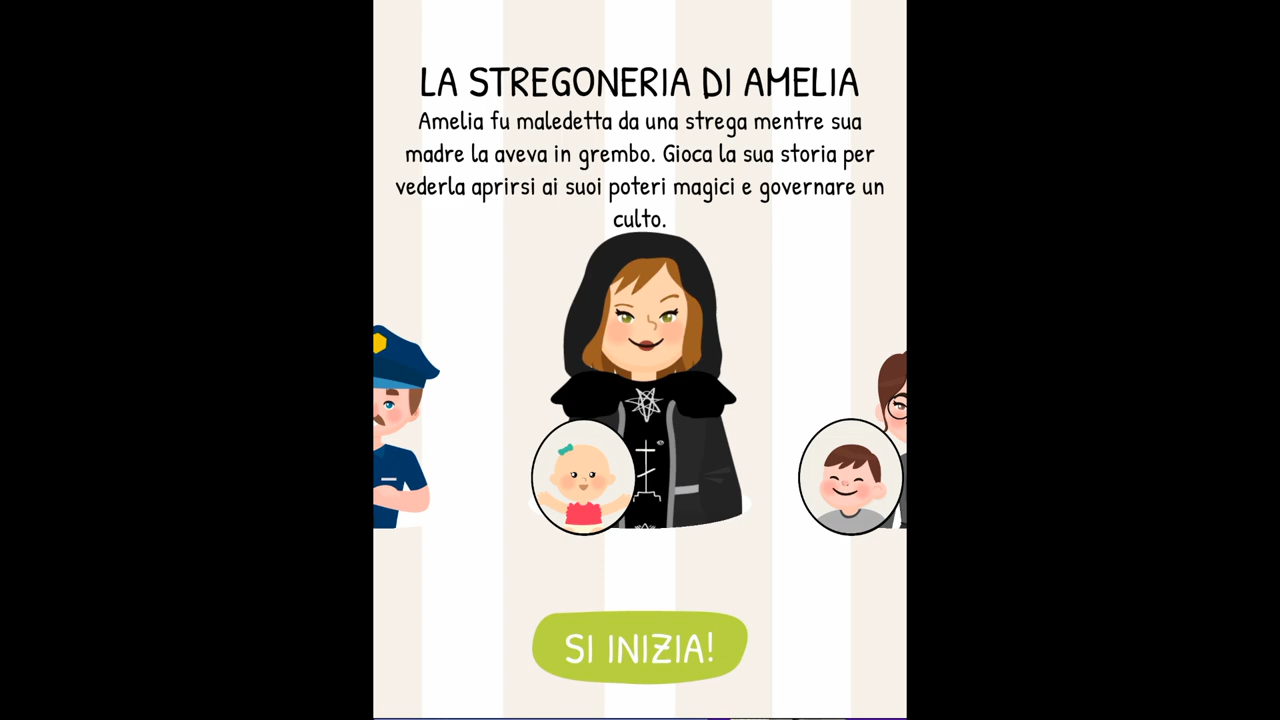 LA STREGONERIA DI AMELIA
Amelia fu maledetta da una strega mentre sua
madre la aveva in grembo. Gioca la sua storia per
vederla aprirsi ai suoi poteri magici e governare un
culto.
SI INIZIA!